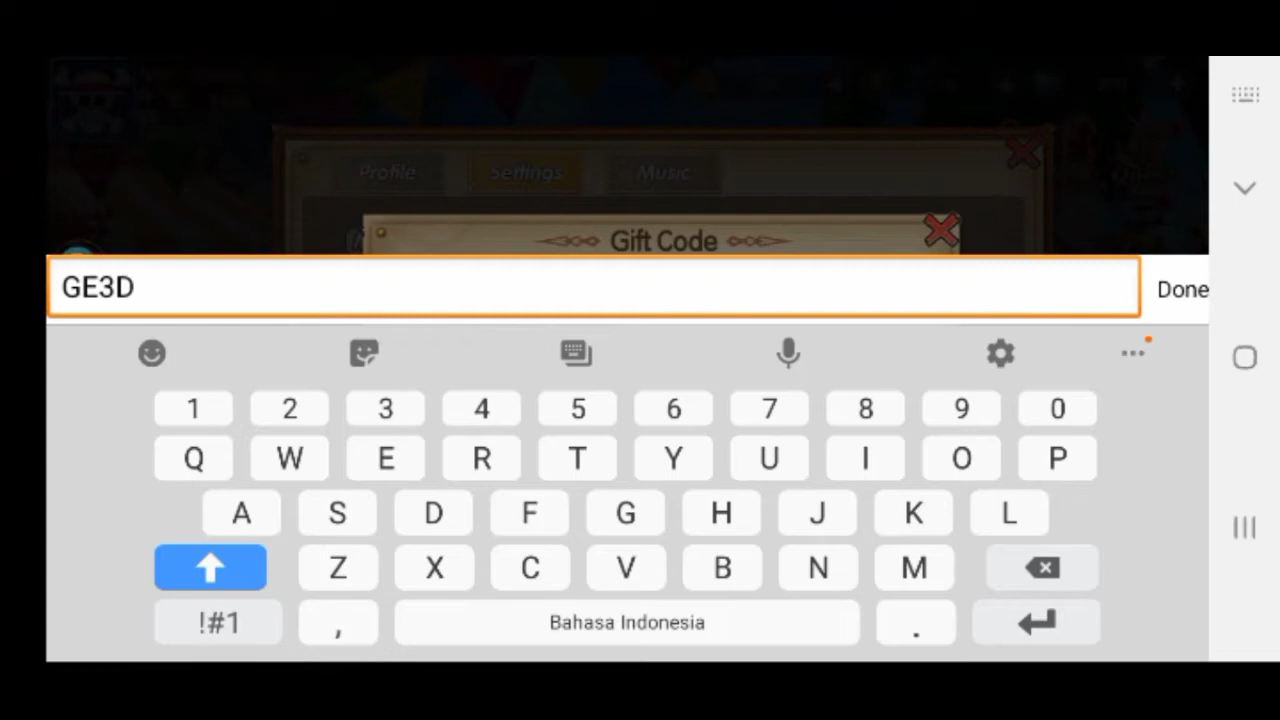 Profile Settings Music
Gift Code
GE3D Done
1 2 3 4 5 6 7 8 9 0
Q W E R T Y U I O P
A S D F G H J K L
Z X C V B N M
!#1 , Bahasa Indonesia .